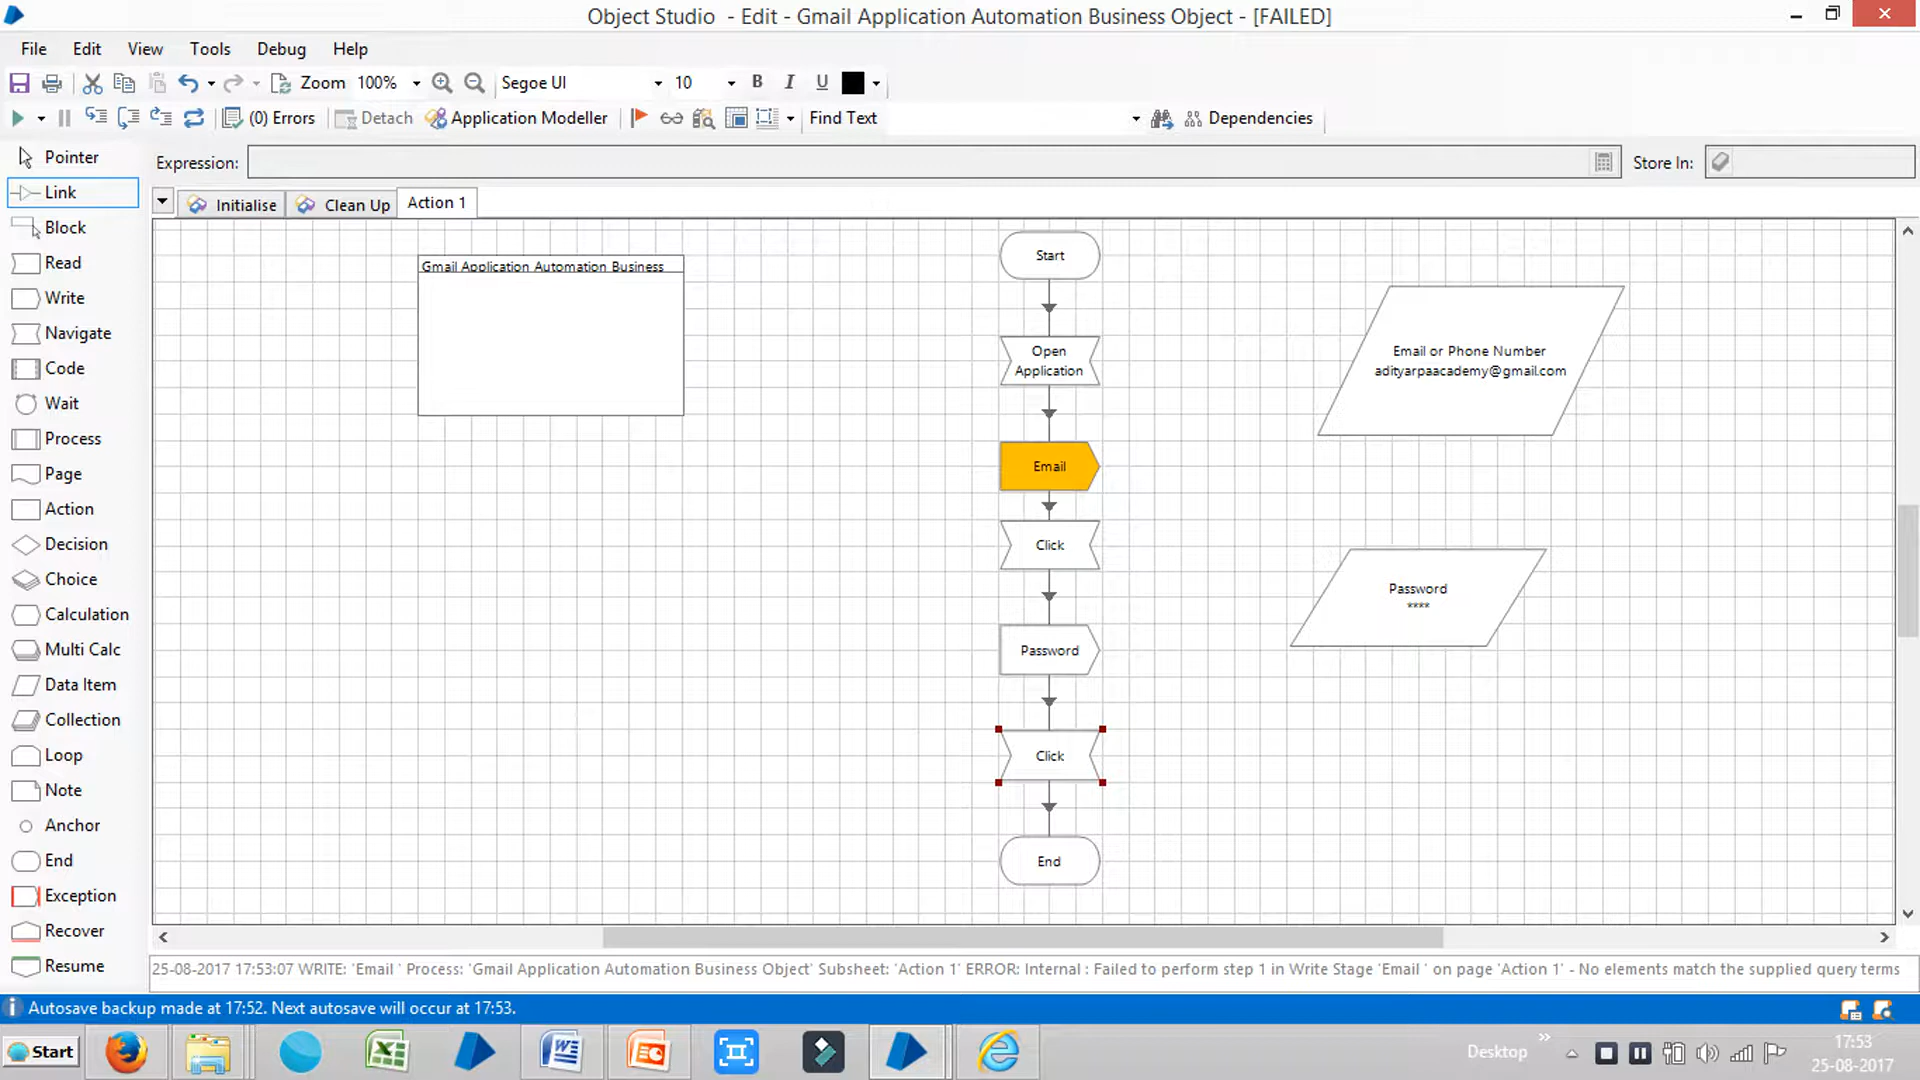 Object Studio  - Edit - Gmail Application Automation Business Object - [FAILED]
File Edit View Tools Debug Help
Zoom 100% Segoe UI 10 B I U
(0) Errors Detach Application Modeller Find Text Dependencies
Pointer
Expression: Store In:
Link
Initialise Clean Up Action 1
Block
Read
Write
Navigate
Code
Wait
Process
Page
Action
Decision
Choice
Calculation
Multi Calc
Data Item
Collection
Loop
Note
Anchor
End
Exception
Recover
Resume
Gmail Application Automation Business
Start
Open
Application
Email
Click
Password
Click
End
Email or Phone Number
adityarpaacademy@gmail.com
Password
****
25-08-2017 17:53:07 WRITE: 'Email ' Process: 'Gmail Application Automation Business Object' Subsheet: 'Action 1' ERROR: Internal : Failed to perform step 1 in Write Stage 'Email ' on page 'Action 1' - No elements match the supplied query terms
Autosave backup made at 17:52. Next autosave will occur at 17:53.
Start
Desktop
17:53
25-08-2017